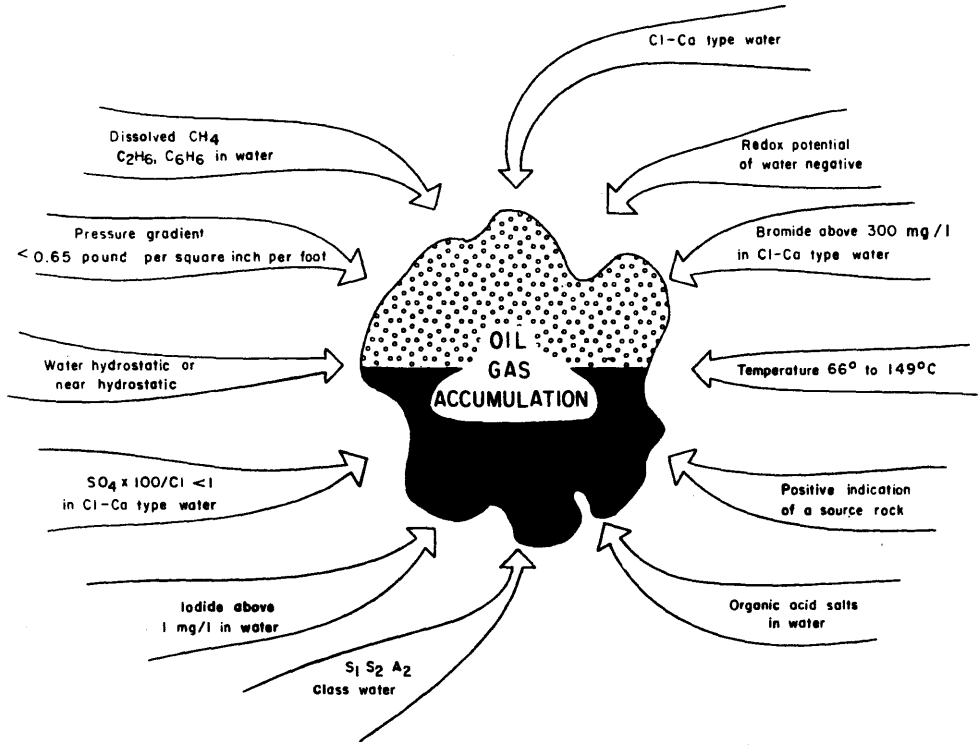 Cl-Ca type water
Dissolved CH4
C2H6, C6H6 in water
Redox potential
of water negative
Pressure gradient
< 0.65 pound per square inch per foot
Bromide above 300 mg/l
in Cl-Ca type water
OIL
GAS
ACCUMULATION
Water hydrostatic or
near hydrostatic
Temperature 66° to 149°C
SO4 x 100/Cl <1
in Cl-Ca type water
Positive indication
of a source rock
Iodide above
1 mg/l in water
Organic acid salts
in water
S1 S2 A2
Class water